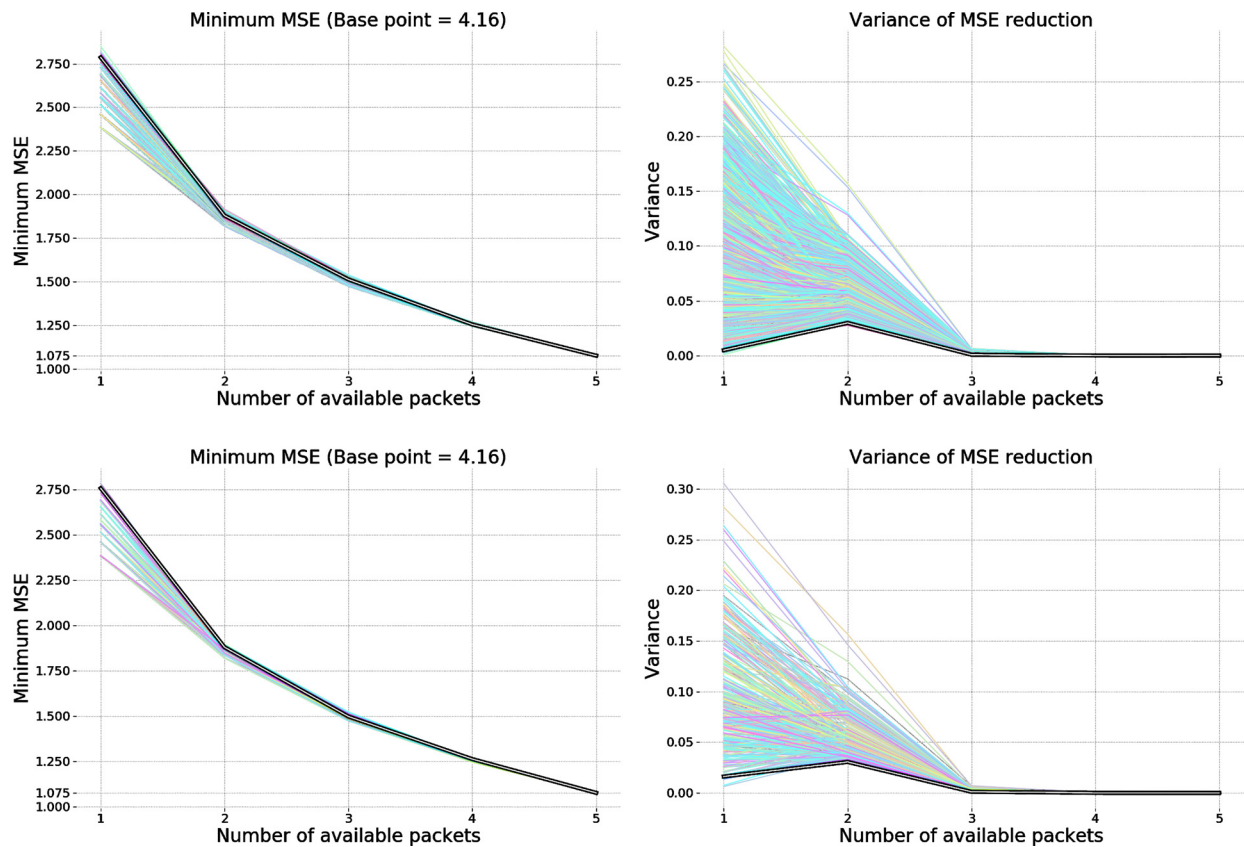 Minimum MSE (Base point = 4.16)
Minimum MSE
2.750
2.500
2.250
2.000
1.750
1.500
1.250
1.075
1.000
1 2 3 4 5
Number of available packets
Variance of MSE reduction
Variance
0.25
0.20
0.15
0.10
0.05
0.00
1 2 3 4 5
Number of available packets
Minimum MSE (Base point = 4.16)
Minimum MSE
2.750
2.500
2.250
2.000
1.750
1.500
1.250
1.075
1.000
1 2 3 4 5
Number of available packets
Variance of MSE reduction
Variance
0.30
0.25
0.20
0.15
0.10
0.05
0.00
1 2 3 4 5
Number of available packets